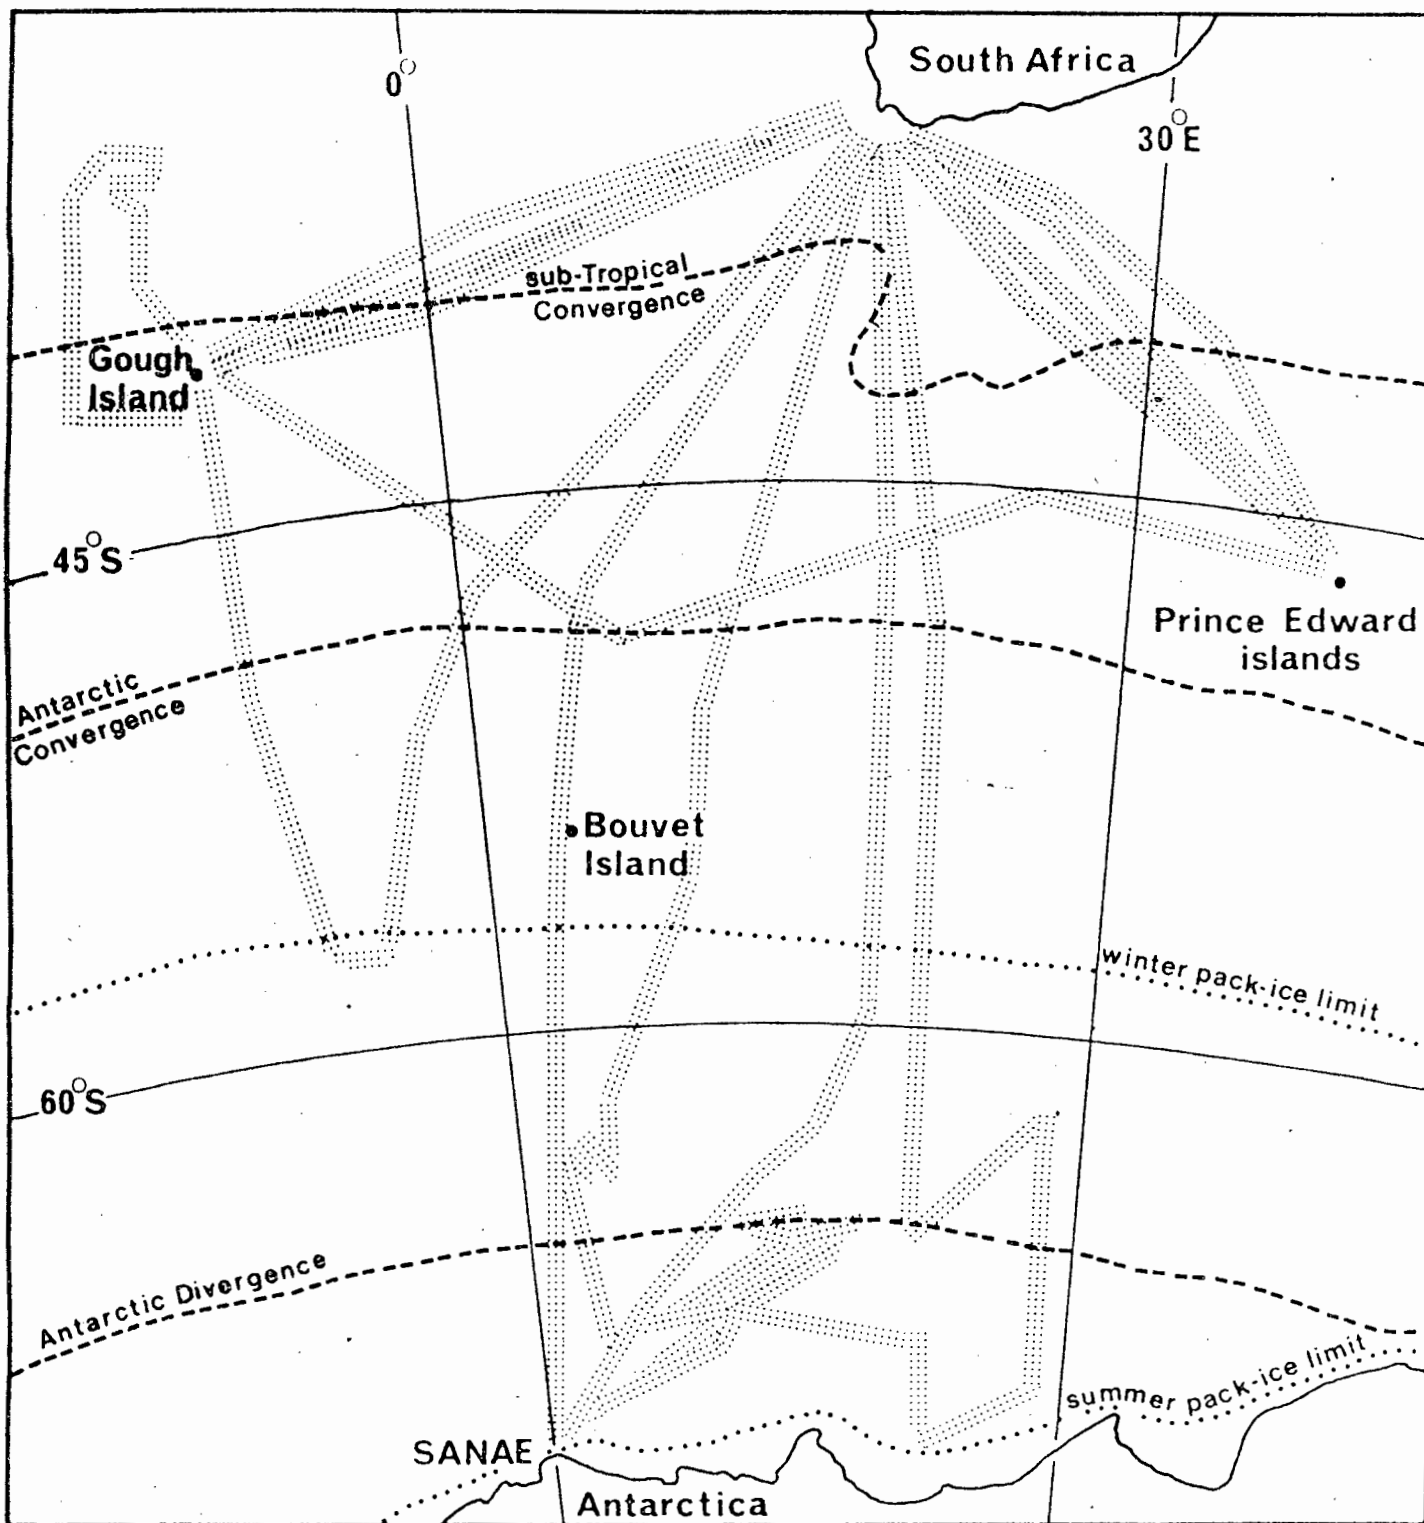 South Africa
0°
30°E
sub-Tropical
Convergence
Gough
Island
45°S
Prince Edward
islands
Antarctic
Convergence
Bouvet
Island
winter pack-ice limit
60°S
Antarctic Divergence
summer pack-ice limit
SANAE
Antarctica